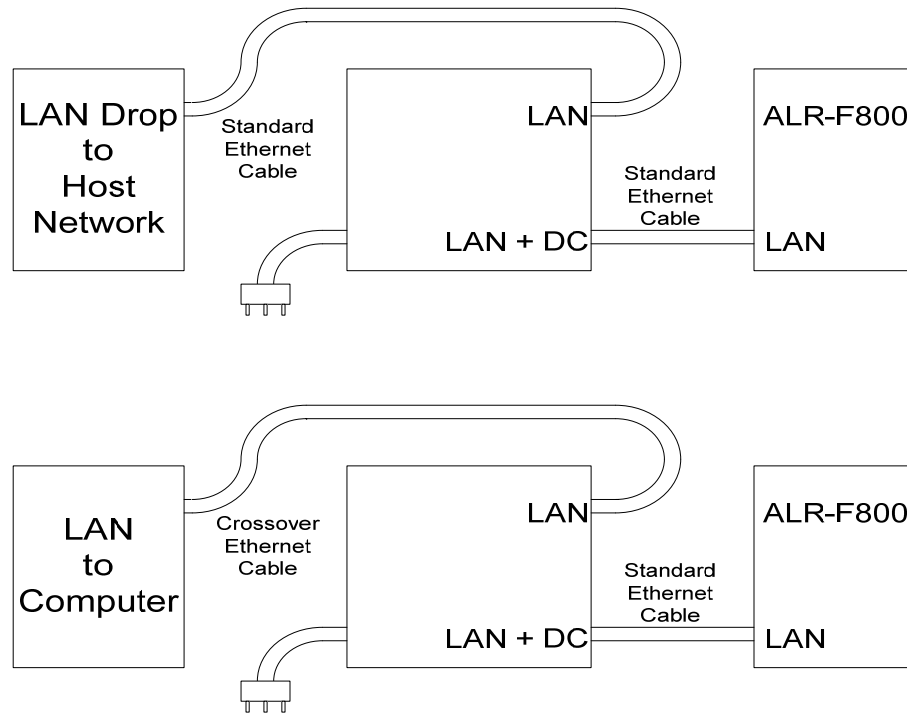 LAN Drop
to
Host
Network
Standard
Ethernet
Cable
LAN
LAN + DC
Standard
Ethernet
Cable
ALR-F800
LAN
LAN
to
Computer
Crossover
Ethernet
Cable
LAN
LAN + DC
Standard
Ethernet
Cable
ALR-F800
LAN